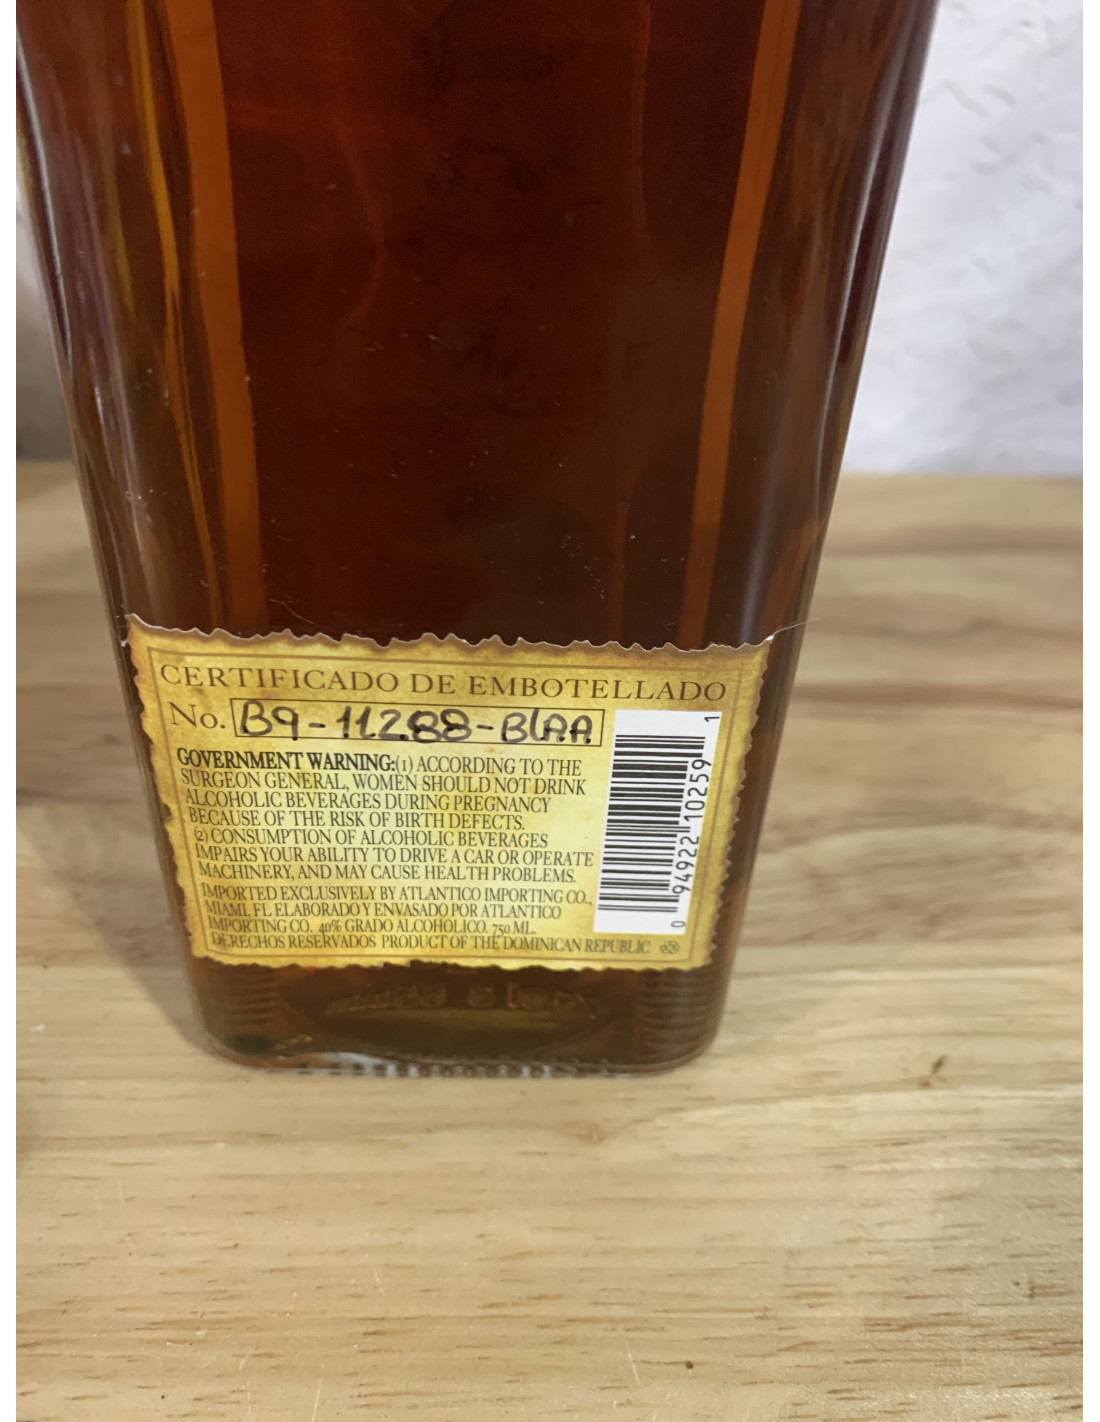 CERTIFICADO DE EMBOTELLADO
No. B9-11288-BLAA
GOVERNMENT WARNING:(1) ACCORDING TO THE
SURGEON GENERAL, WOMEN SHOULD NOT DRINK
ALCOHOLIC BEVERAGES DURING PREGNANCY
BECAUSE OF THE RISK OF BIRTH DEFECTS.
(2) CONSUMPTION OF ALCOHOLIC BEVERAGES
IMPAIRS YOUR ABILITY TO DRIVE A CAR OR OPERATE
MACHINERY, AND MAY CAUSE HEALTH PROBLEMS.
IMPORTED EXCLUSIVELY BY ATLANTICO IMPORTING CO.,
MIAMI, FL ELABORADO Y ENVASADO POR ATLANTICO
IMPORTING CO. 40% GRADO ALCOHOLICO. 750 ML.
DERECHOS RESERVADOS PRODUCT OF THE DOMINICAN REPUBLIC
0 94922 10259 1